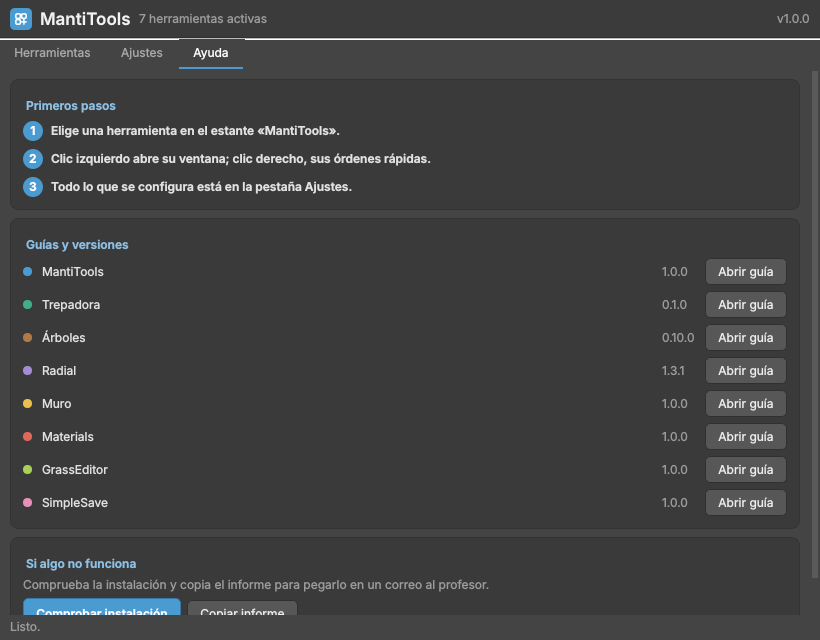 MantiTools 7 herramientas activas v1.0.0
Herramientas Ajustes Ayuda
Primeros pasos
1 Elige una herramienta en el estante «MantiTools».
2 Clic izquierdo abre su ventana; clic derecho, sus órdenes rápidas.
3 Todo lo que se configura está en la pestaña Ajustes.
Guías y versiones
MantiTools 1.0.0 Abrir guía
Trepadora 0.1.0 Abrir guía
Árboles 0.10.0 Abrir guía
Radial 1.3.1 Abrir guía
Muro 1.0.0 Abrir guía
Materials 1.0.0 Abrir guía
GrassEditor 1.0.0 Abrir guía
SimpleSave 1.0.0 Abrir guía
Si algo no funciona
Comprueba la instalación y copia el informe para pegarlo en un correo al profesor.
Comprobar instalación Copiar informe
Listo.